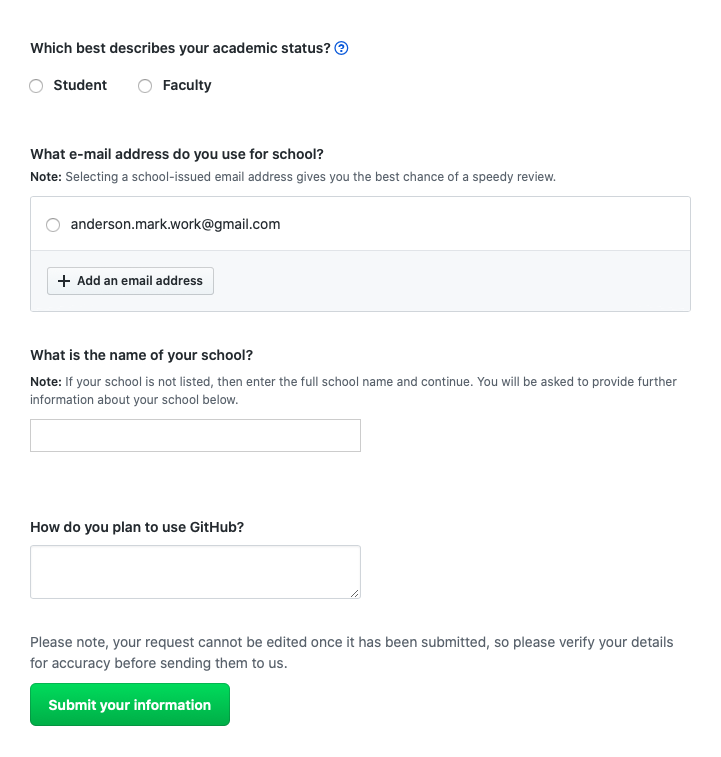 Which best describes your academic status? ?
Student Faculty
What e-mail address do you use for school?
Note: Selecting a school-issued email address gives you the best chance of a speedy review.
anderson.mark.work@gmail.com
+ Add an email address
What is the name of your school?
Note: If your school is not listed, then enter the full school name and continue. You will be asked to provide further
information about your school below.
How do you plan to use GitHub?
Please note, your request cannot be edited once it has been submitted, so please verify your details
for accuracy before sending them to us.
Submit your information